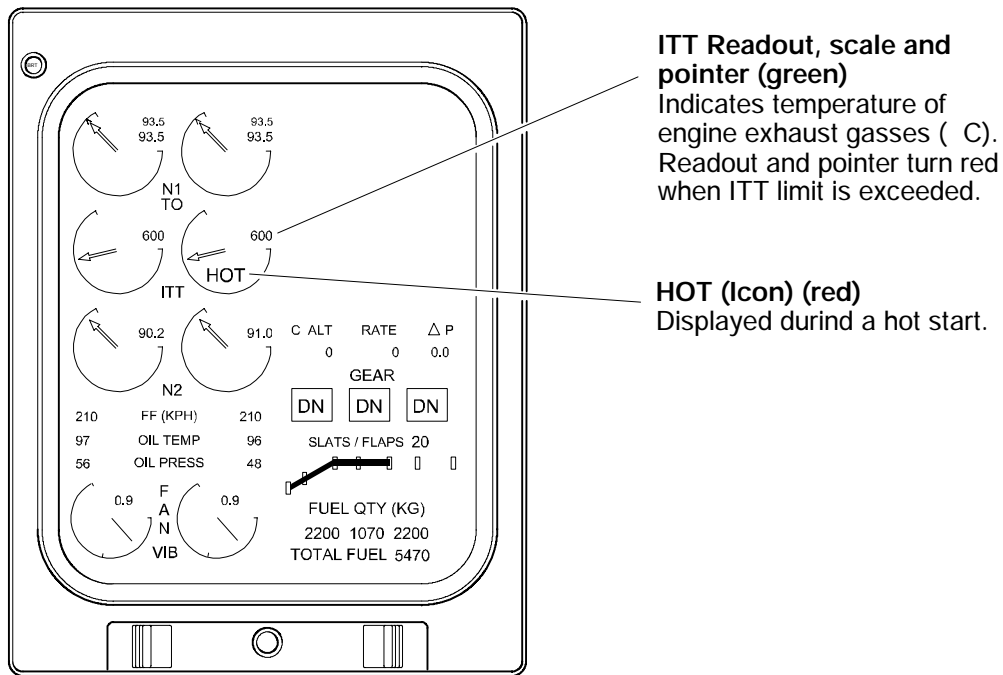 BRT
93.5 93.5
93.5 93.5
N1
TO
600 600
HOT
ITT
90.2 91.0
N2
210 FF (KPH) 210
97 OIL TEMP 96
56 OIL PRESS 48
0.9 FAN 0.9
VIB
C ALT RATE △ P
0 0 0.0
GEAR
DN DN DN
SLATS / FLAPS 20
FUEL QTY (KG)
2200 1070 2200
TOTAL FUEL 5470
ITT Readout, scale and
pointer (green)
Indicates temperature of
engine exhaust gasses ( C).
Readout and pointer turn red
when ITT limit is exceeded.
HOT (Icon) (red)
Displayed durind a hot start.